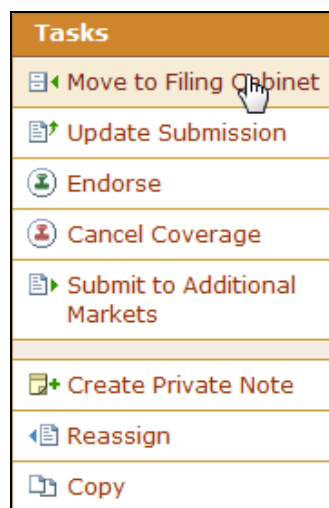 Tasks
Move to Filing Cabinet
Update Submission
Endorse
Cancel Coverage
Submit to Additional
Markets
Create Private Note
Reassign
Copy